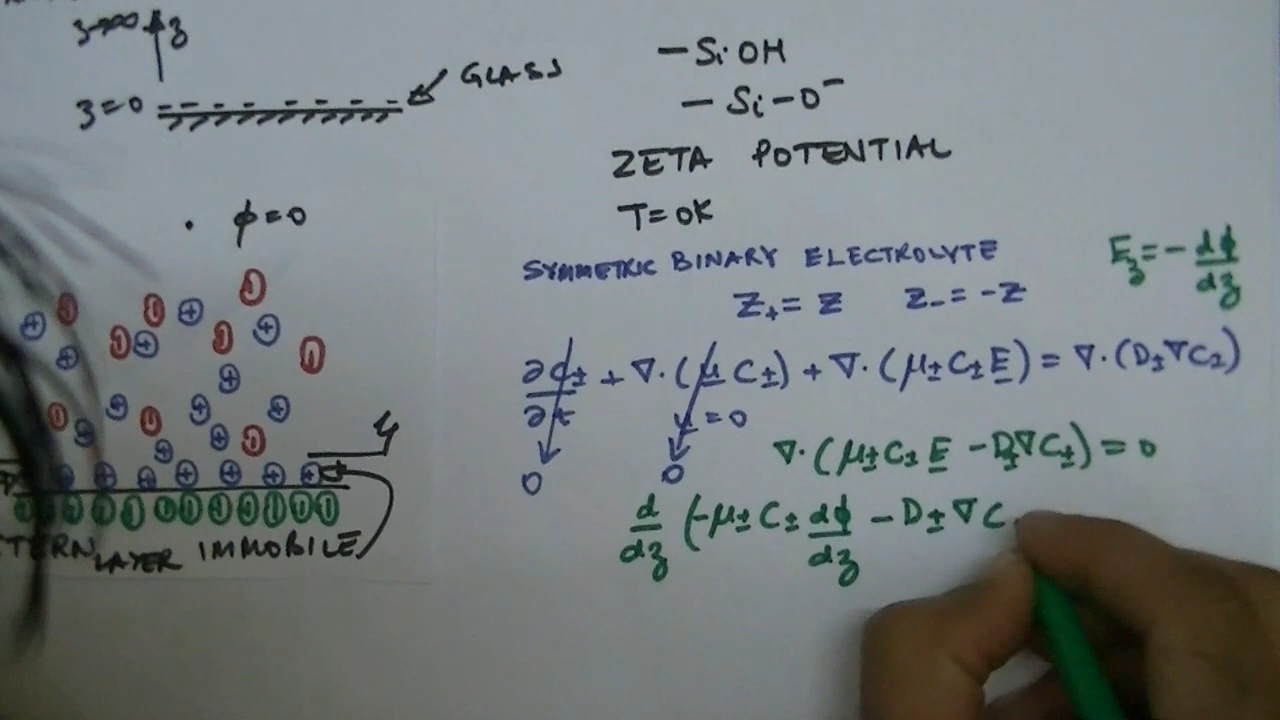 z→∞ z
z=0 GLASS
-Si·OH
-Si-O⁻
ZETA POTENTIAL
T=0K
· ϕ=0
SYMMETRIC BINARY ELECTROLYTE
Z₊=Z Z₋=-Z
E_z=-dϕ/dz
∂C±/∂t + ∇·(u C±) + ∇·(μ± C± E) = ∇·(D±∇C±)
u=0
0 0
∇·(μ± C± E - D±∇C±)=0
d/dz (-μ± C± dϕ/dz - D±∇C
LAYER IMMOBILE